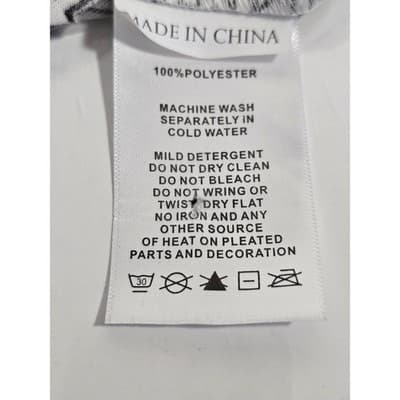 MADE IN CHINA
100%POLYESTER
MACHINE WASH
SEPARATELY iN
COLD WATER
MILD DETERGENT
DO NOT DRY CLEAN
DO NOT BLEACH
DO NOT WRING OR
TWIST DRY FLAT
NO IRON AND ANY
OTHER SOURCE
OF HEAT ON PLEATED
PARTS AND DECORATION
30